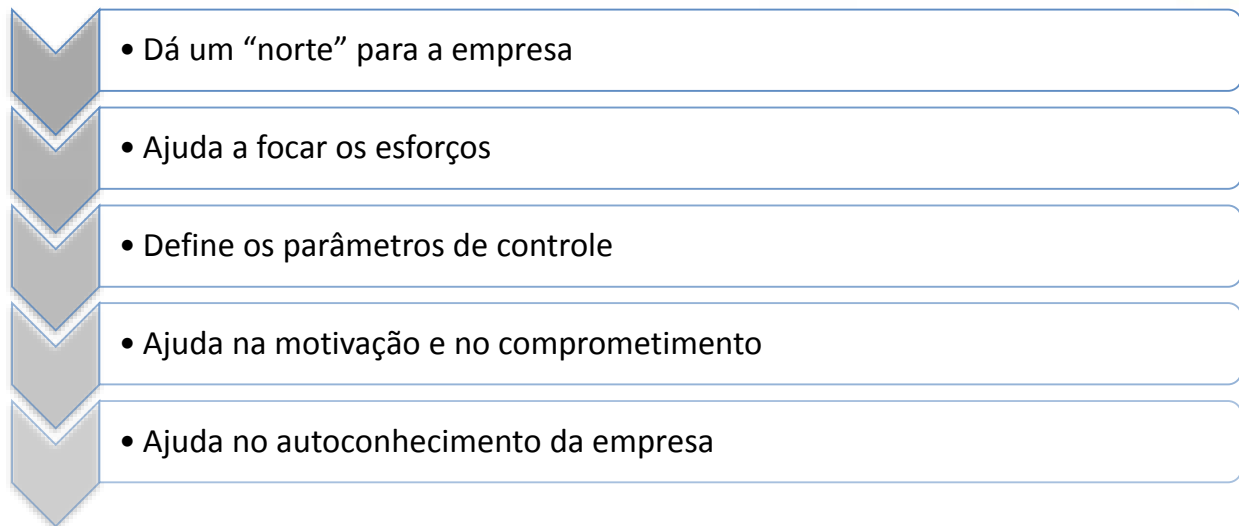 • Dá um “norte” para a empresa
• Ajuda a focar os esforços
• Define os parâmetros de controle
• Ajuda na motivação e no comprometimento
• Ajuda no autoconhecimento da empresa